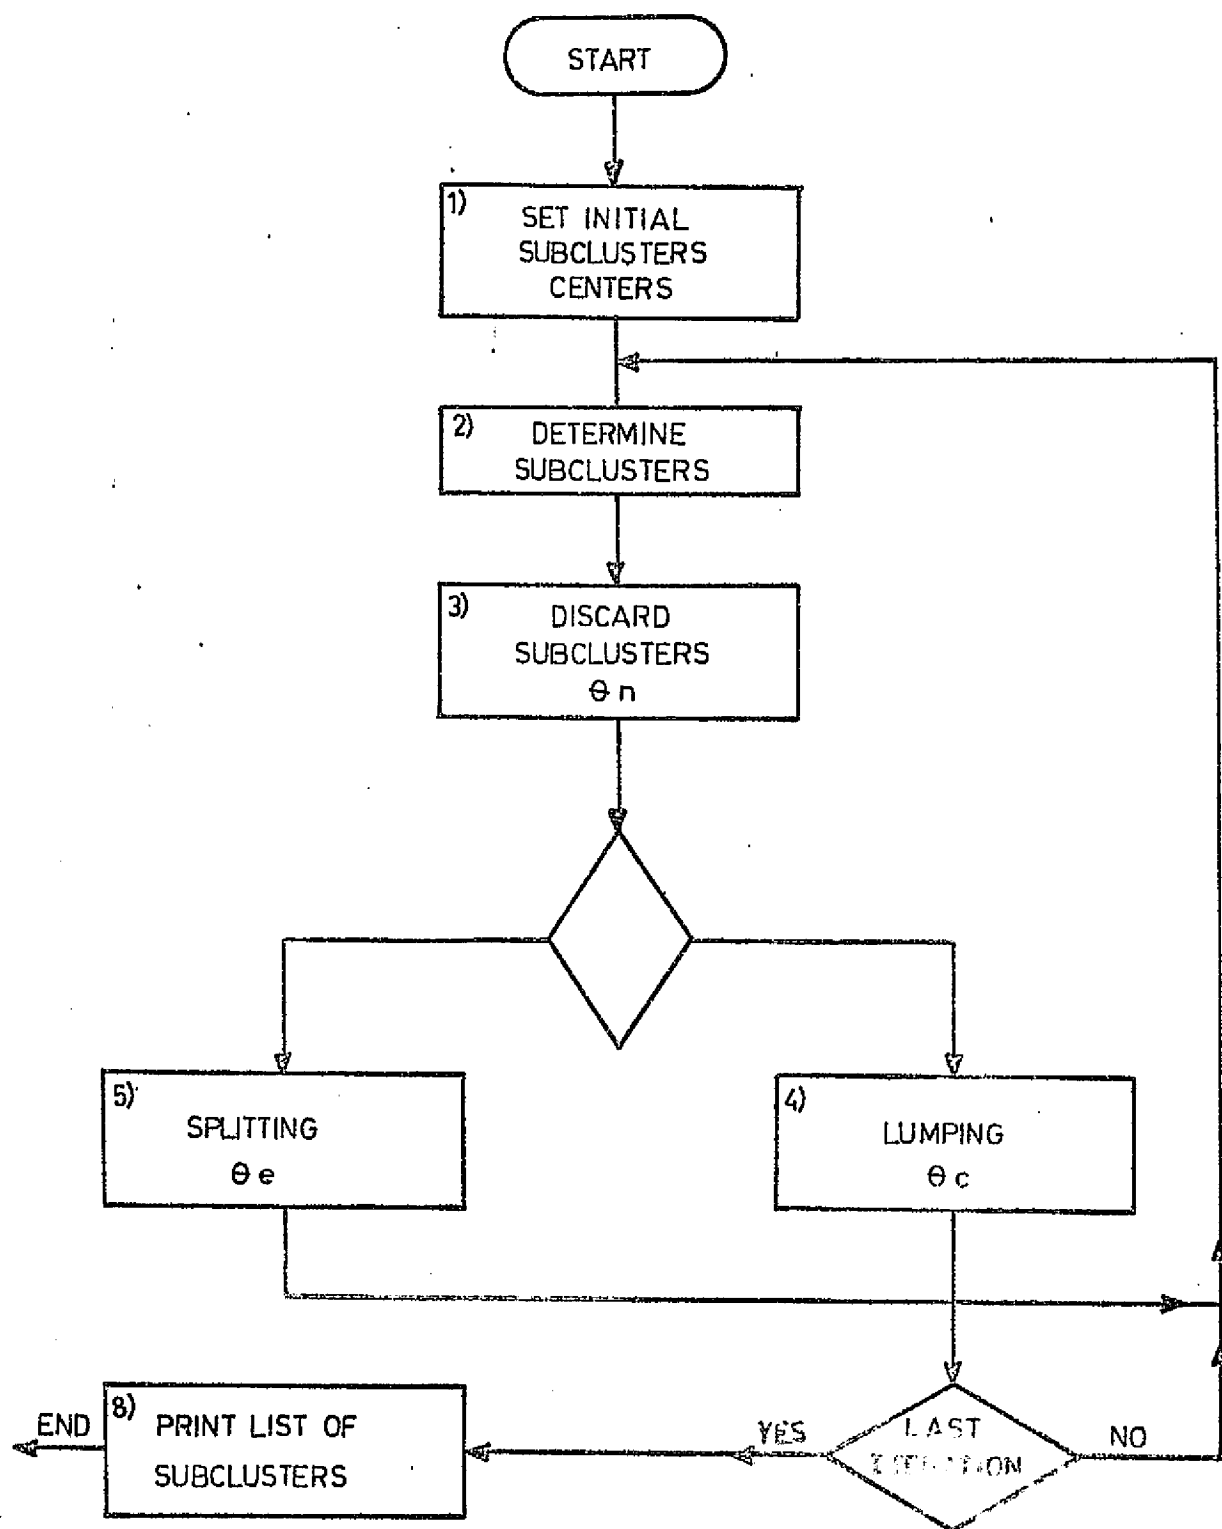 START
1)
SET INITIAL
SUBCLUSTERS
CENTERS
2)
DETERMINE
SUBCLUSTERS
3)
DISCARD
SUBCLUSTERS
θ n
5)
SPLITTING
θ e
4)
LUMPING
θ c
END
8)
PRINT LIST OF
SUBCLUSTERS
YES
LAST
ITERATION
NO